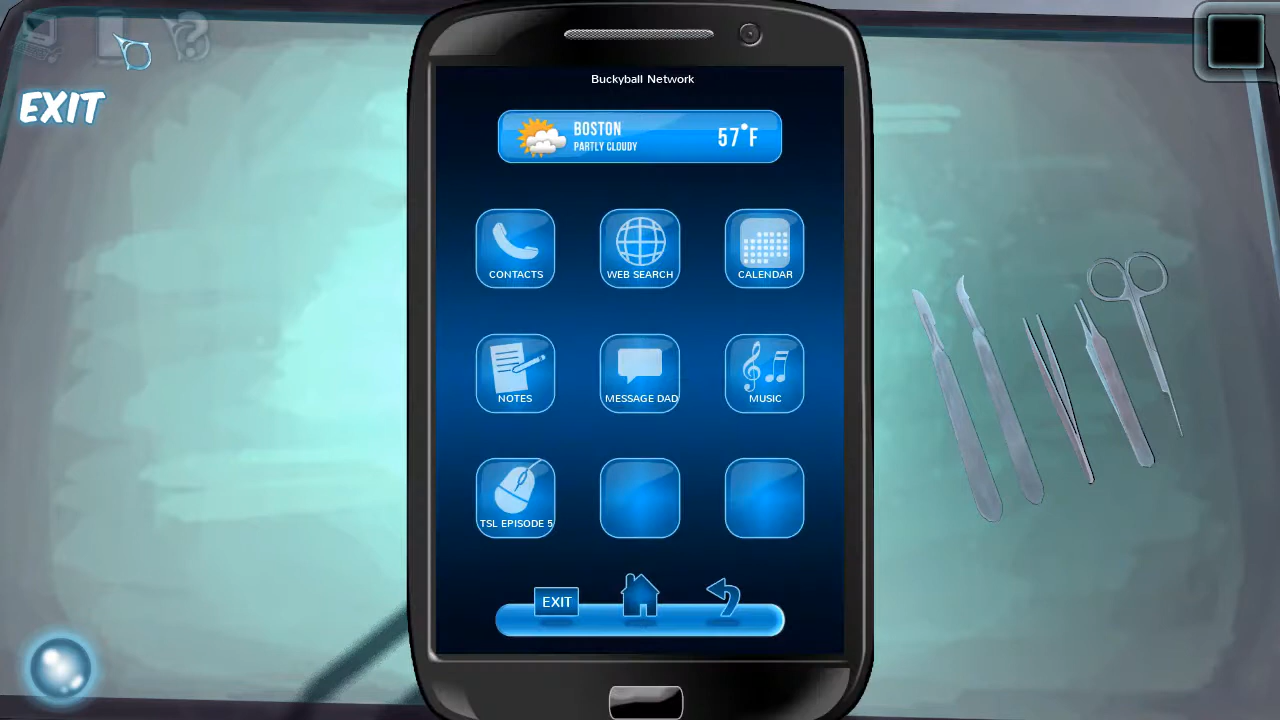 Buckyball Network
EXIT
BOSTON
PARTLY CLOUDY
57°F
CONTACTS
WEB SEARCH
CALENDAR
NOTES
MESSAGE DAD
MUSIC
TSL EPISODE 5
EXIT